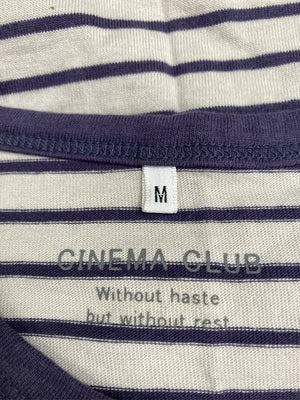 M
CINEMA CLUB
Without haste
but without rest